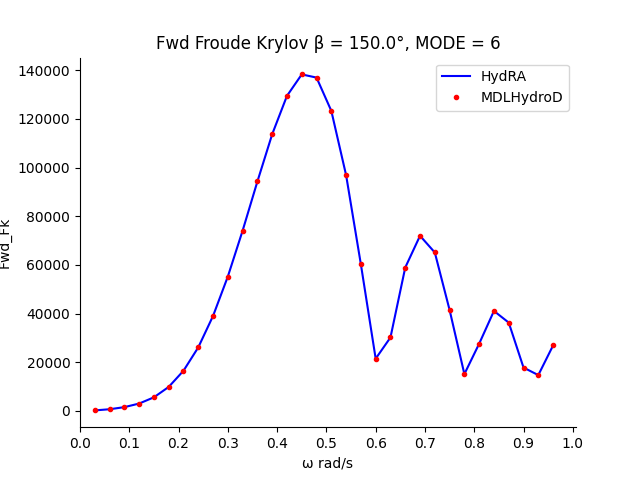 Fwd Froude Krylov β = 150.0°, MODE = 6
HydRA
MDLHydroD
Fwd_Fk
140000
120000
100000
80000
60000
40000
20000
0
0.0 0.1 0.2 0.3 0.4 0.5 0.6 0.7 0.8 0.9 1.0
ω rad/s